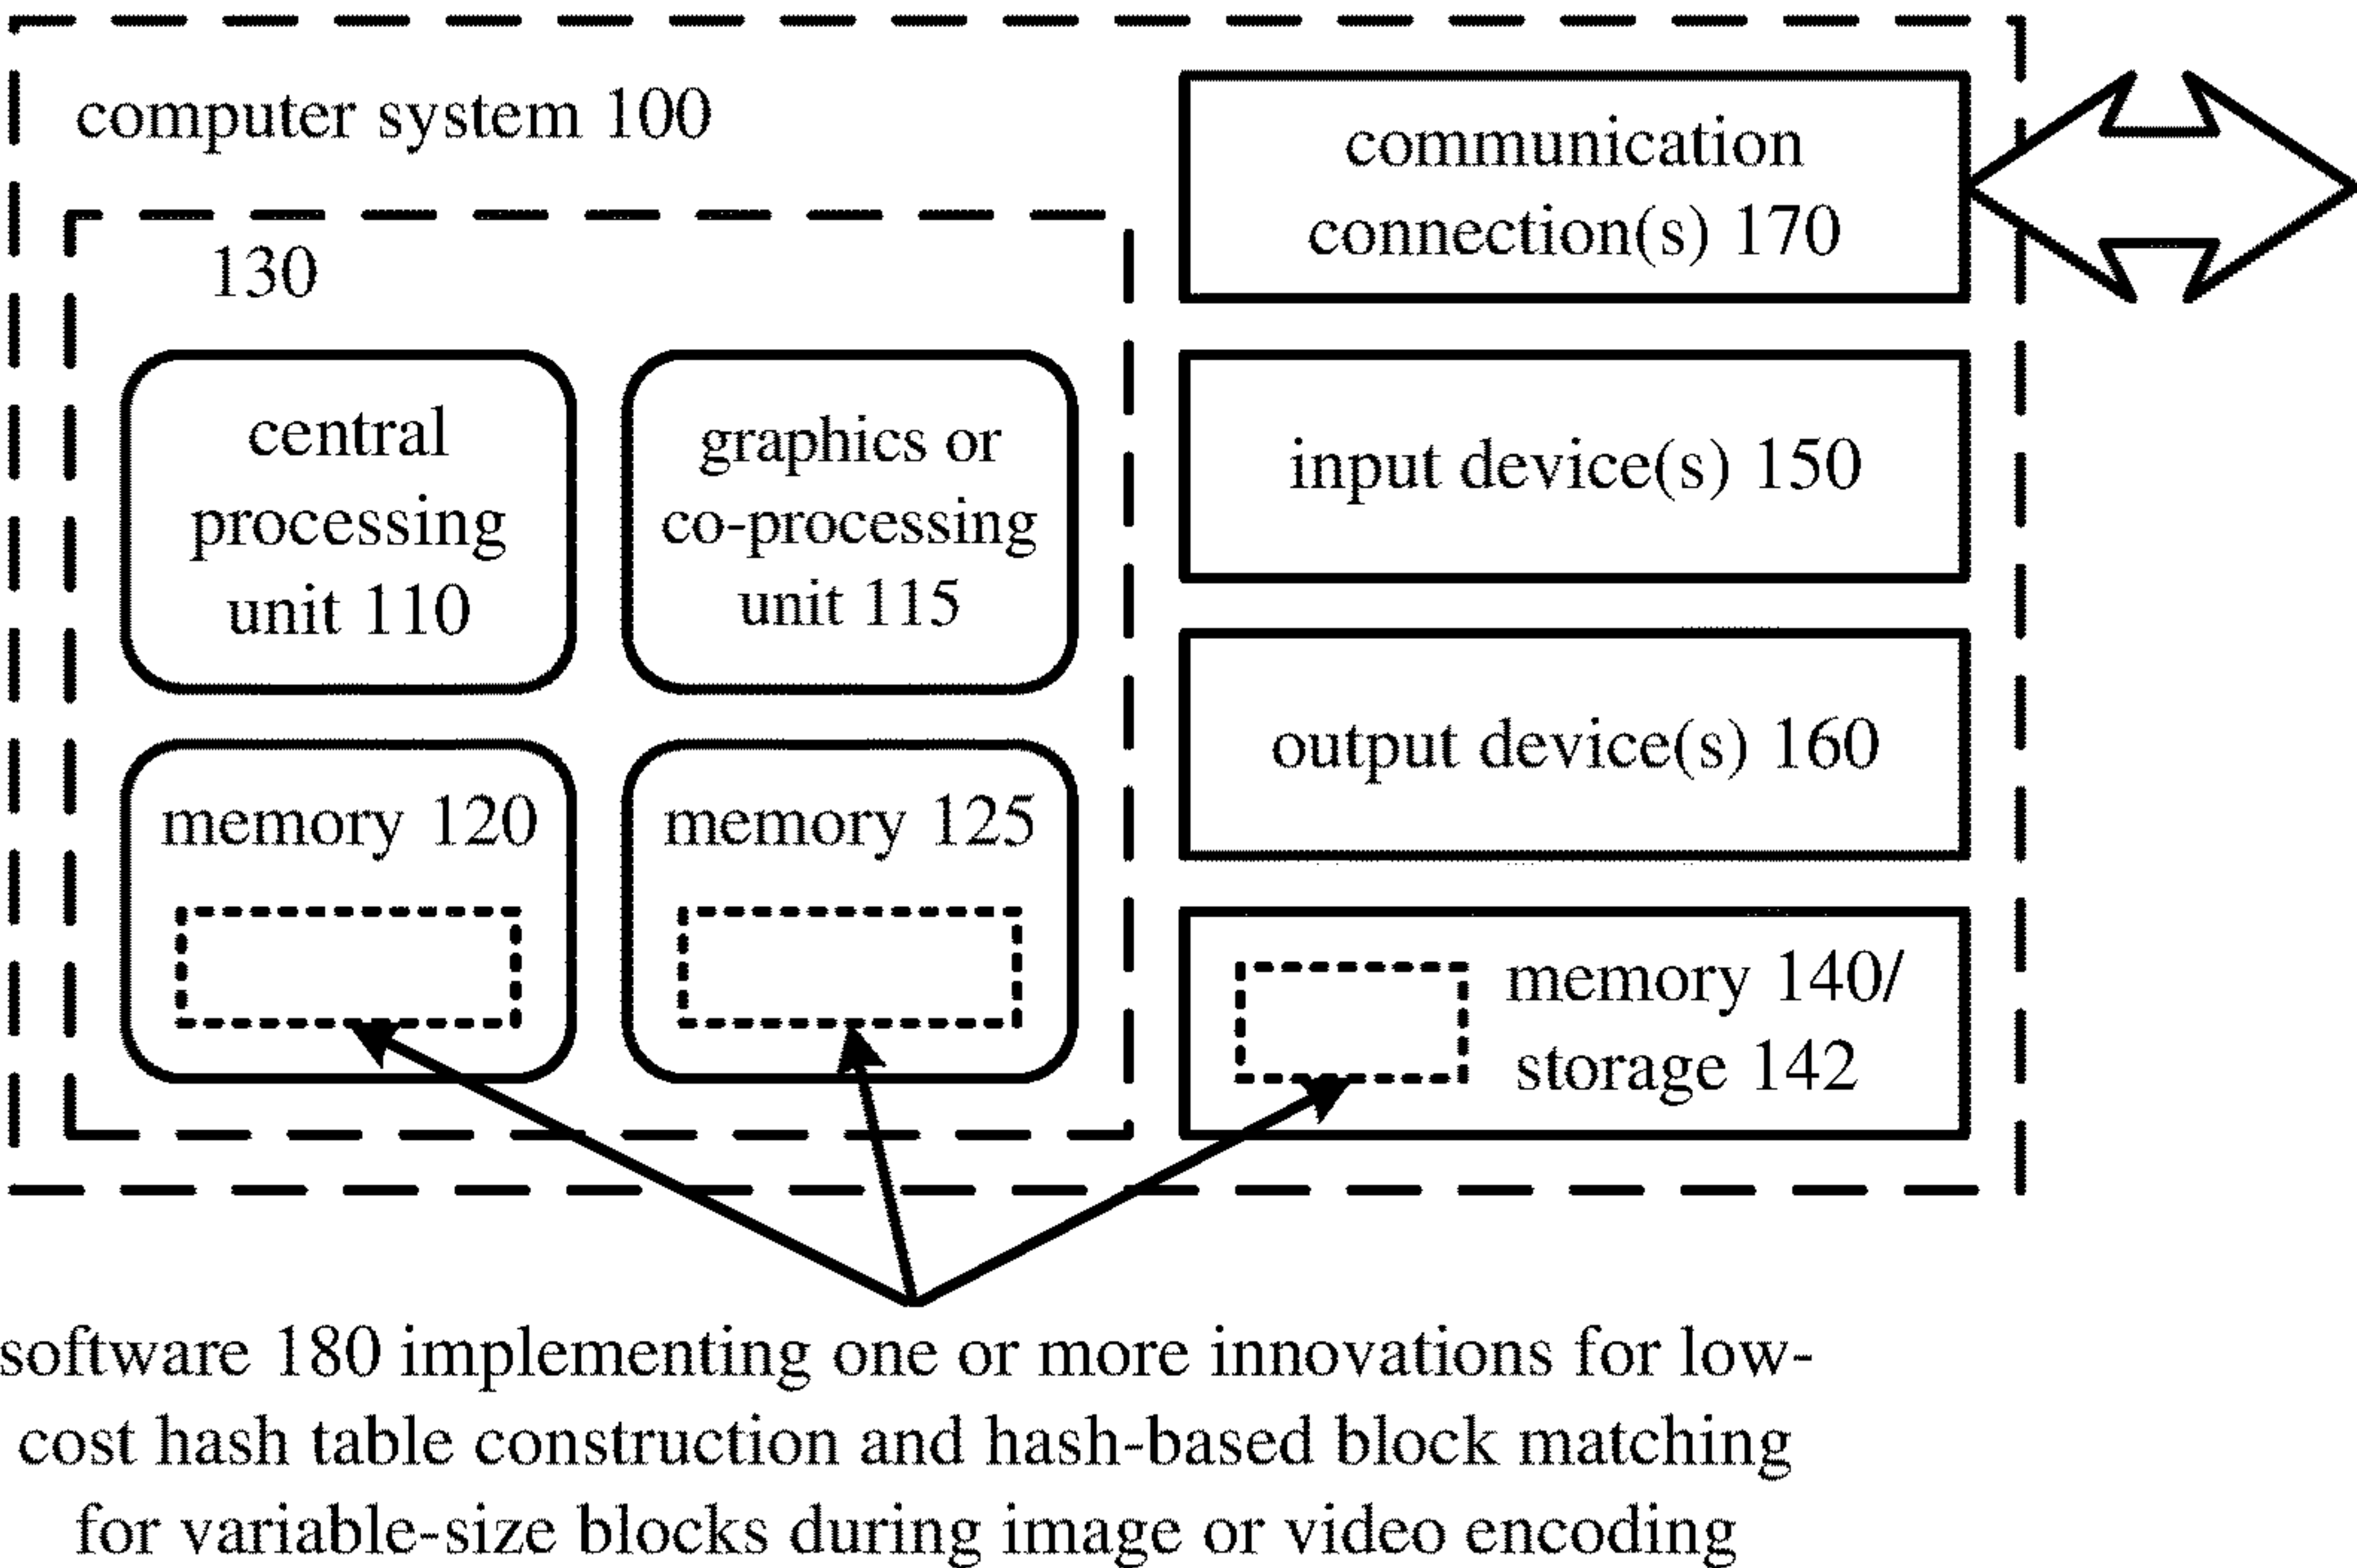 computer system 100
130
central
processing
unit 110
graphics or
co-processing
unit 115
memory 120
memory 125
communication
connection(s) 170
input device(s) 150
output device(s) 160
memory 140/
storage 142
software 180 implementing one or more innovations for low-
cost hash table construction and hash-based block matching
for variable-size blocks during image or video encoding